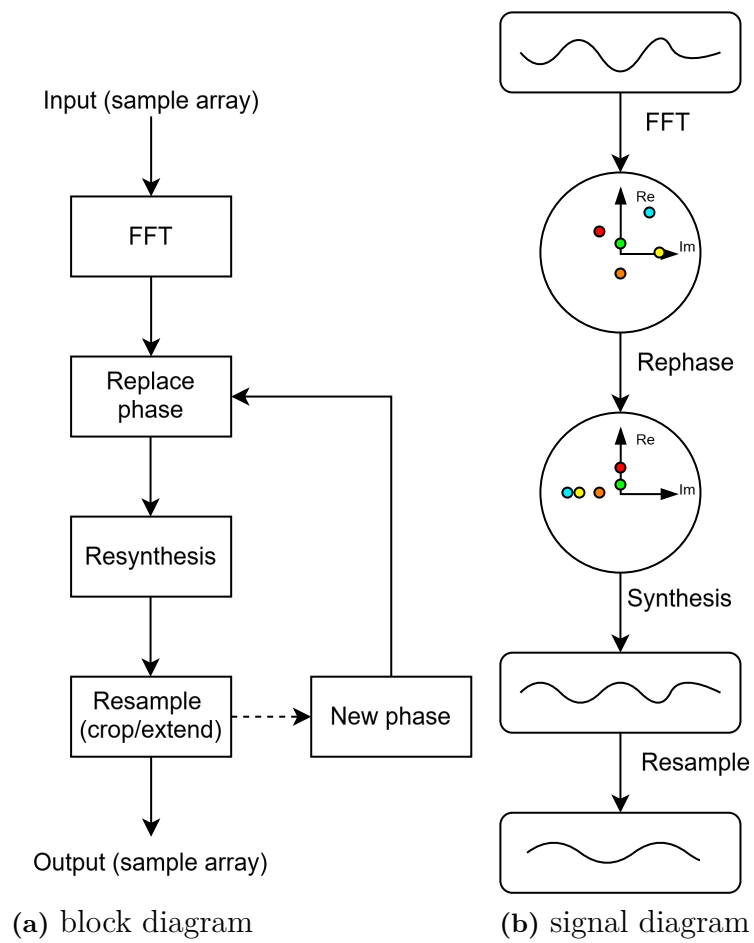 Input (sample array)
FFT
Replace
phase
Resynthesis
Resample
(crop/extend)
New phase
Output (sample array)
(a) block diagram
FFT
Re
Im
Rephase
Re
Im
Synthesis
Resample
(b) signal diagram